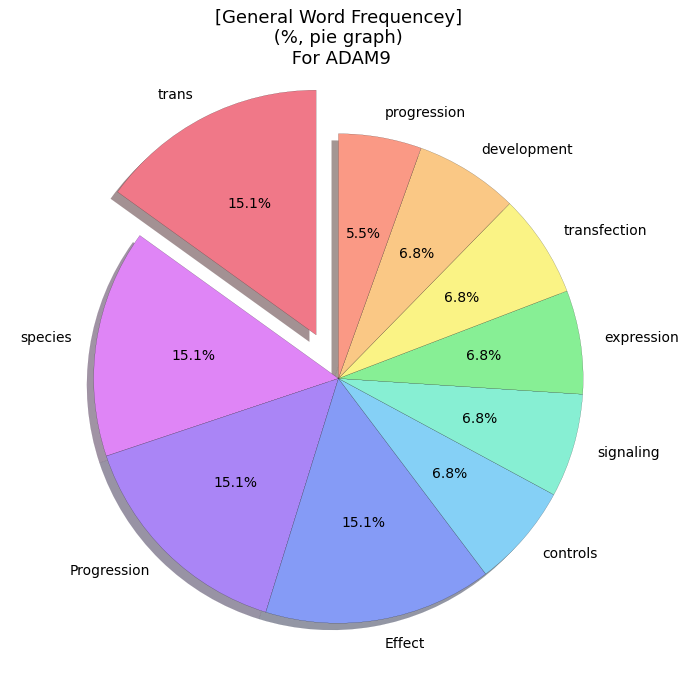 [General Word Frequencey]
(%, pie graph)
For ADAM9
trans
progression
development
transfection
expression
signaling
controls
Effect
Progression
species
15.1%
5.5%
6.8%
6.8%
6.8%
6.8%
6.8%
15.1%
15.1%
15.1%